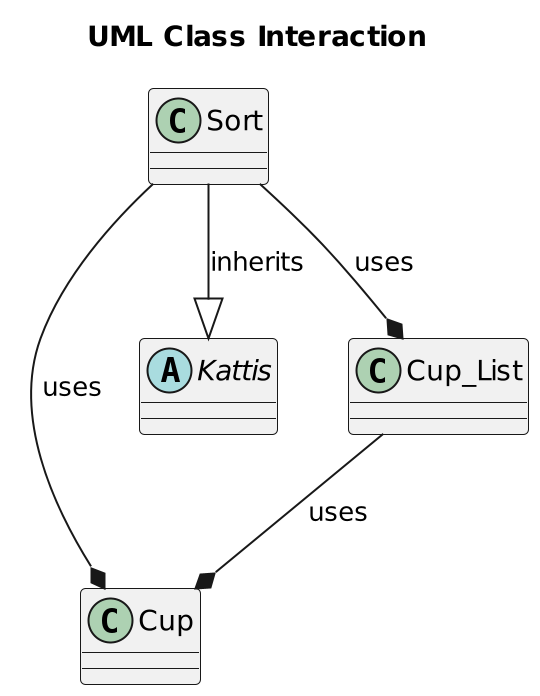 UML Class Interaction
C Sort
inherits
uses
A Kattis
C Cup_List
uses
uses
C Cup